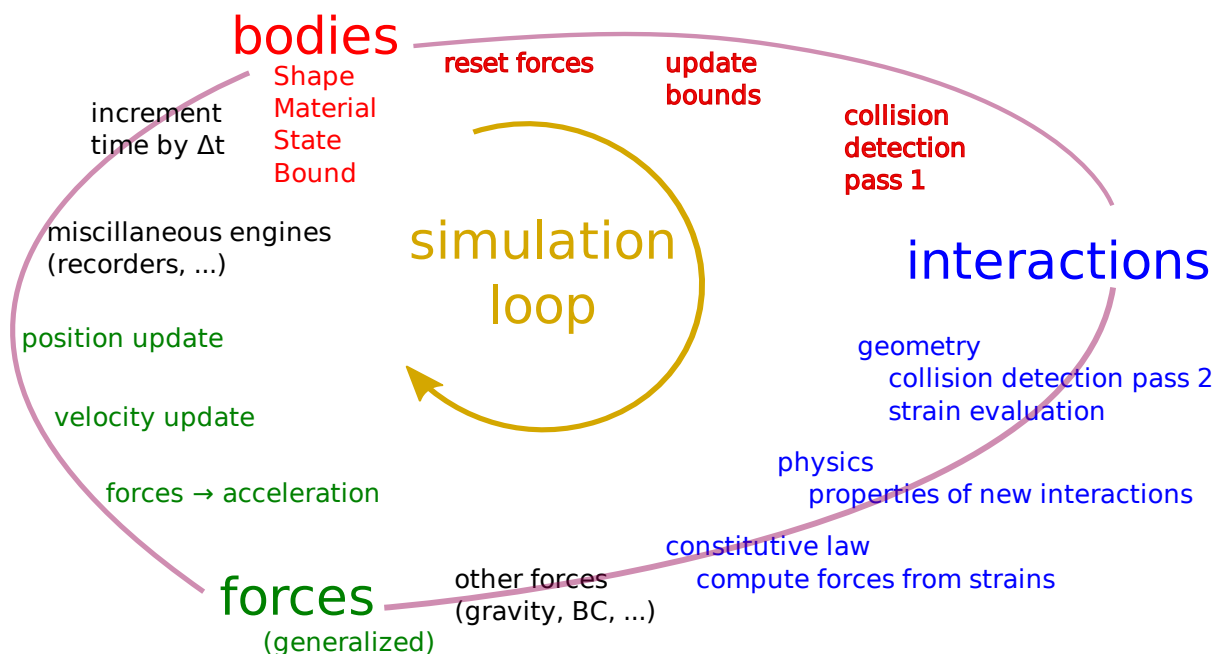 bodies
Shape
Material
State
Bound
reset forces
update
bounds
collision
detection
pass 1
interactions
geometry
collision detection pass 2
strain evaluation
physics
properties of new interactions
constitutive law
compute forces from strains
other forces
(gravity, BC, ...)
forces
(generalized)
forces → acceleration
velocity update
position update
miscillaneous engines
(recorders, ...)
increment
time by Δt
simulation
loop